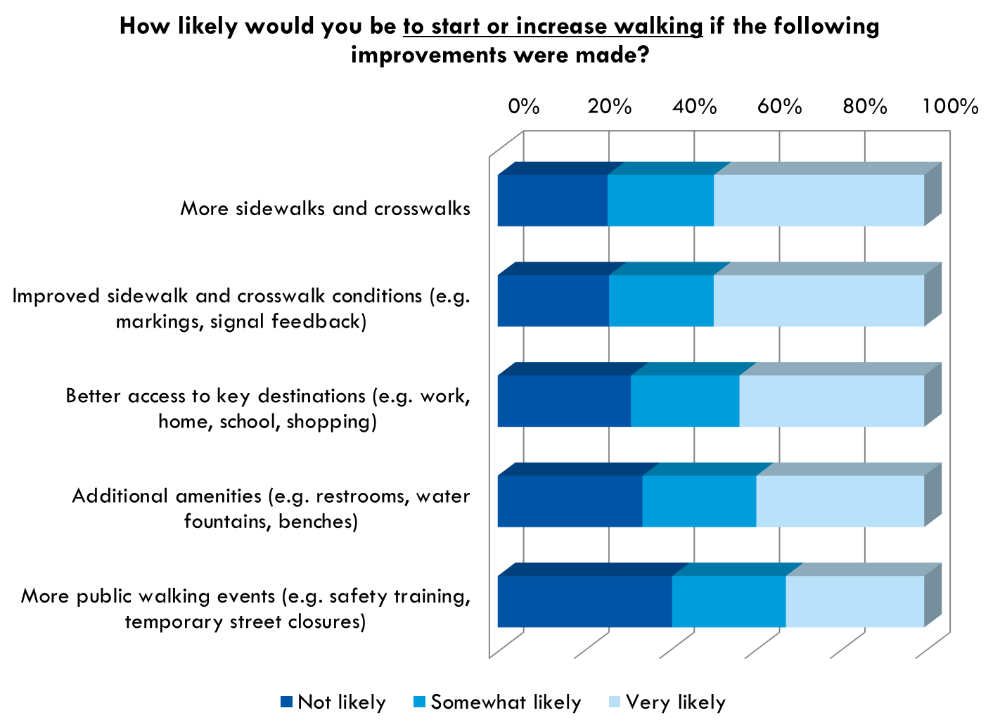 How likely would you be to start or increase walking if the following
improvements were made?
0% 20% 40% 60% 80% 100%
More sidewalks and crosswalks
Improved sidewalk and crosswalk conditions (e.g.
markings, signal feedback)
Better access to key destinations (e.g. work,
home, school, shopping)
Additional amenities (e.g. restrooms, water
fountains, benches)
More public walking events (e.g. safety training,
temporary street closures)
Not likely Somewhat likely Very likely